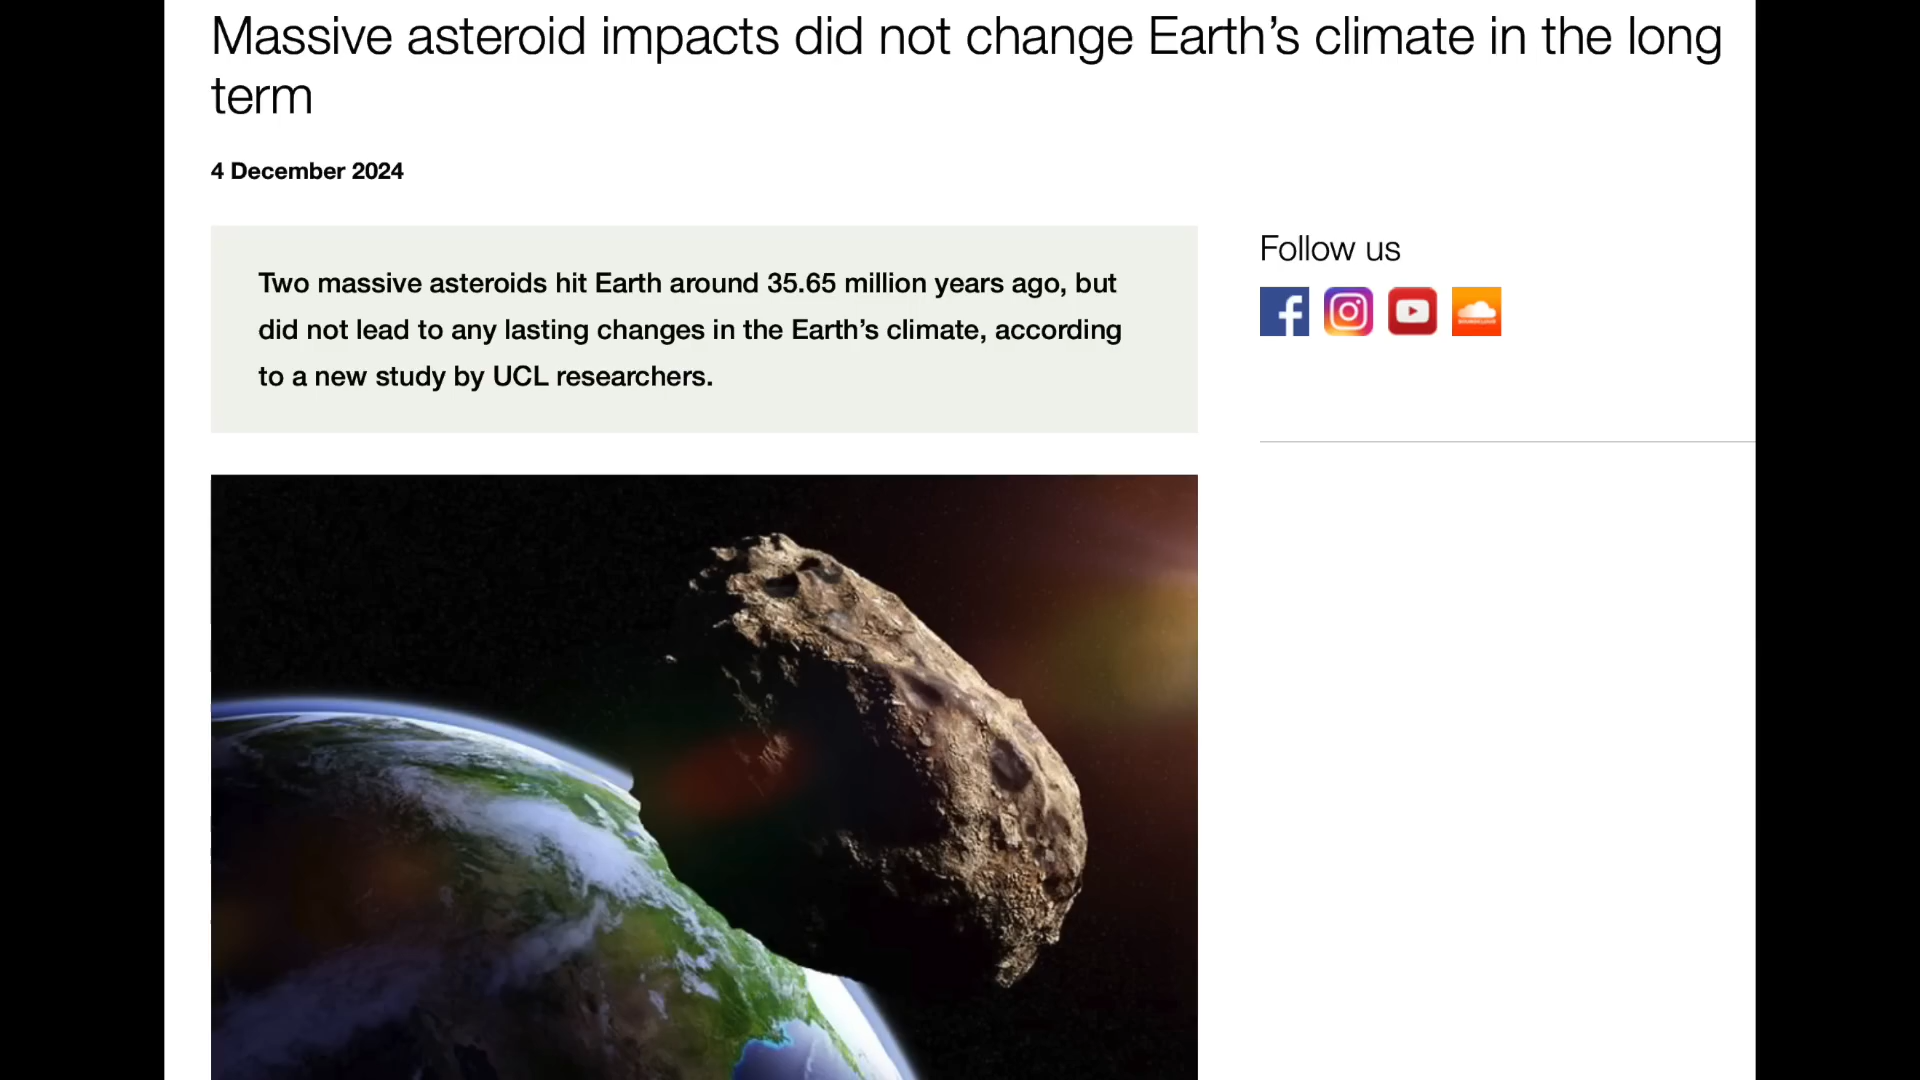 Massive asteroid impacts did not change Earth’s climate in the long
term
4 December 2024
Two massive asteroids hit Earth around 35.65 million years ago, but
did not lead to any lasting changes in the Earth’s climate, according
to a new study by UCL researchers.
Follow us